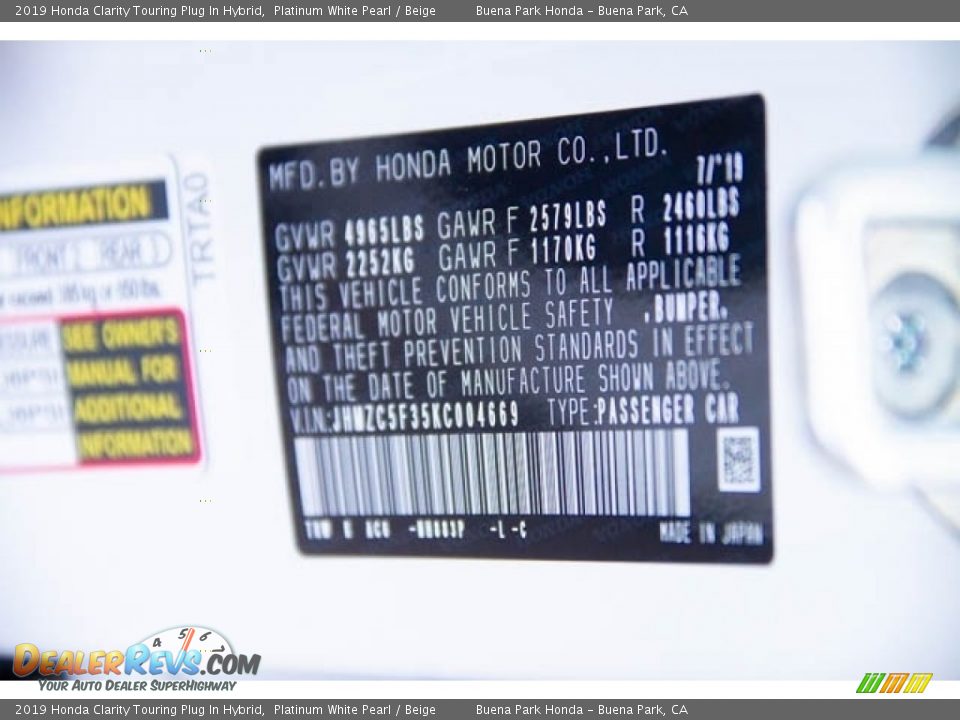 2019 Honda Clarity Touring Plug In Hybrid, Platinum White Pearl / Beige Buena Park Honda – Buena Park, CA
MFD. BY HONDA MOTOR CO.,LTD.
7/'19
GVWR 4965LBS GAWR F 2579LBS R 2460LBS
GVWR 2252KG GAWR F 1170KG R 1116KG
THIS VEHICLE CONFORMS TO ALL APPLICABLE
FEDERAL MOTOR VEHICLE SAFETY ,BUMPER,
AND THEFT PREVENTION STANDARDS IN EFFECT
ON THE DATE OF MANUFACTURE SHOWN ABOVE.
V.I.N:JHMZC5F35KC004669 TYPE:PASSENGER CAR
-L -C MADE IN JAPAN
NFORMATION
FRONT 2 REAR
TRTA0
SEE OWNER'S
MANUAL FOR
ADDITIONAL
INFORMATION
4 5 6
DEALERREVS.COM
YOUR AUTO DEALER SUPERHIGHWAY
2019 Honda Clarity Touring Plug In Hybrid, Platinum White Pearl / Beige Buena Park Honda – Buena Park, CA